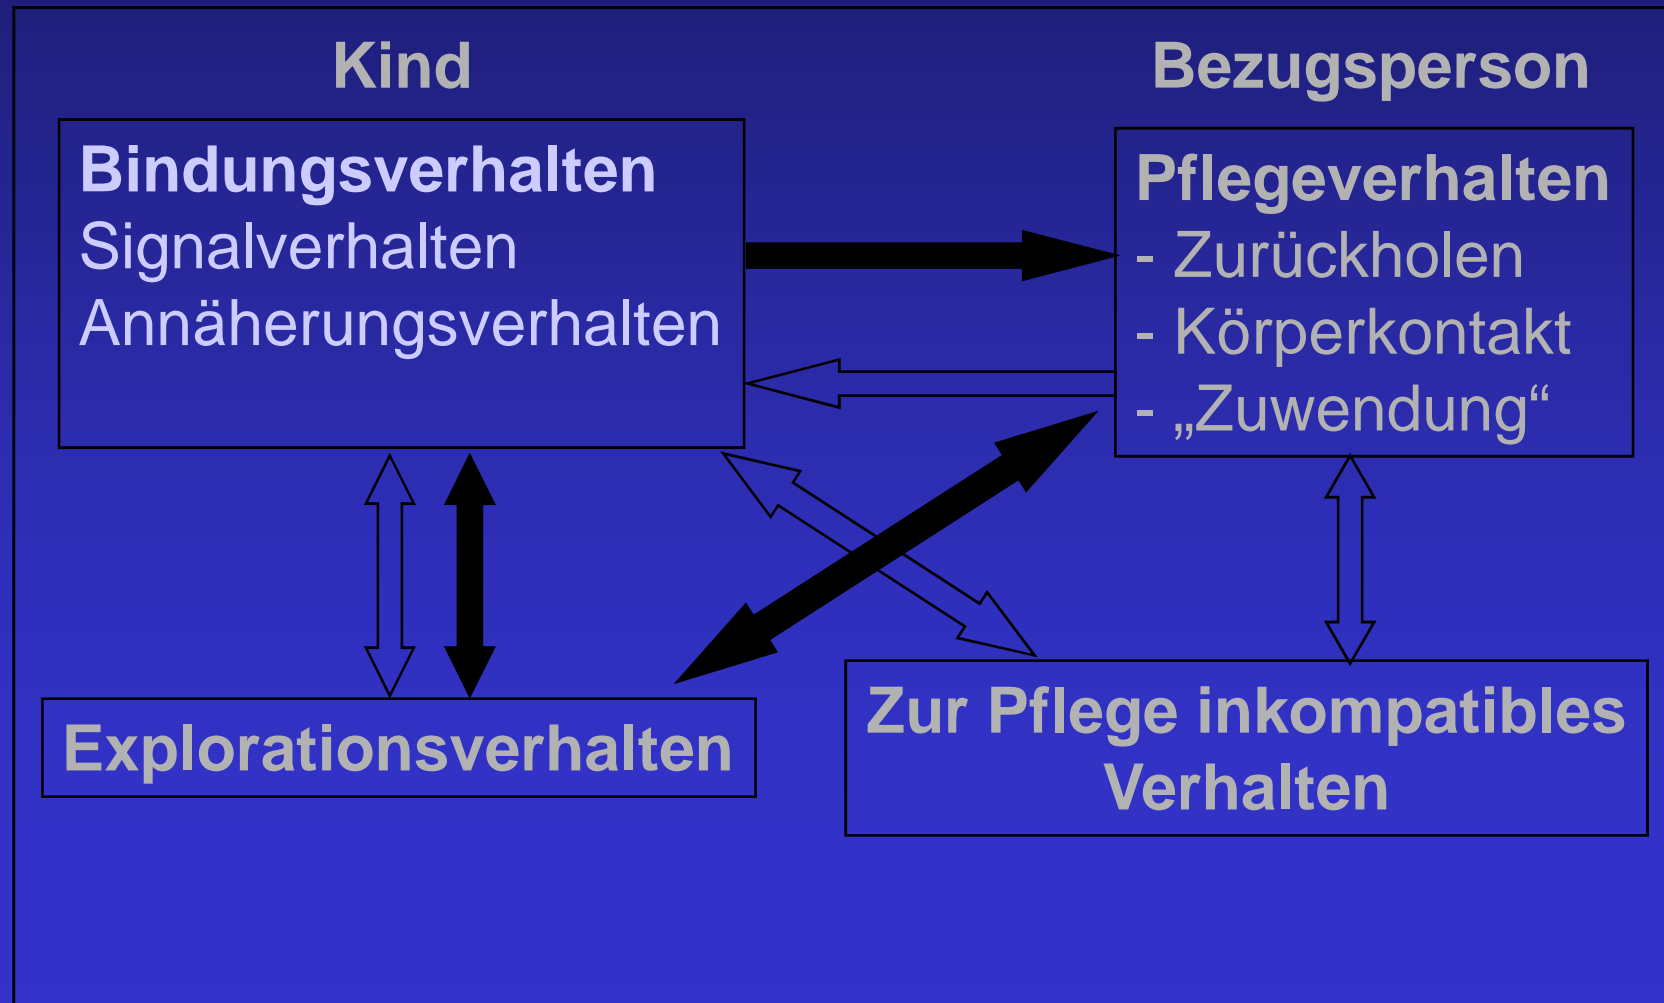 Kind
Bezugsperson
Bindungsverhalten
Signalverhalten
Annäherungsverhalten
Pflegeverhalten
- Zurückholen
- Körperkontakt
- „Zuwendung“
Explorationsverhalten
Zur Pflege inkompatibles
Verhalten